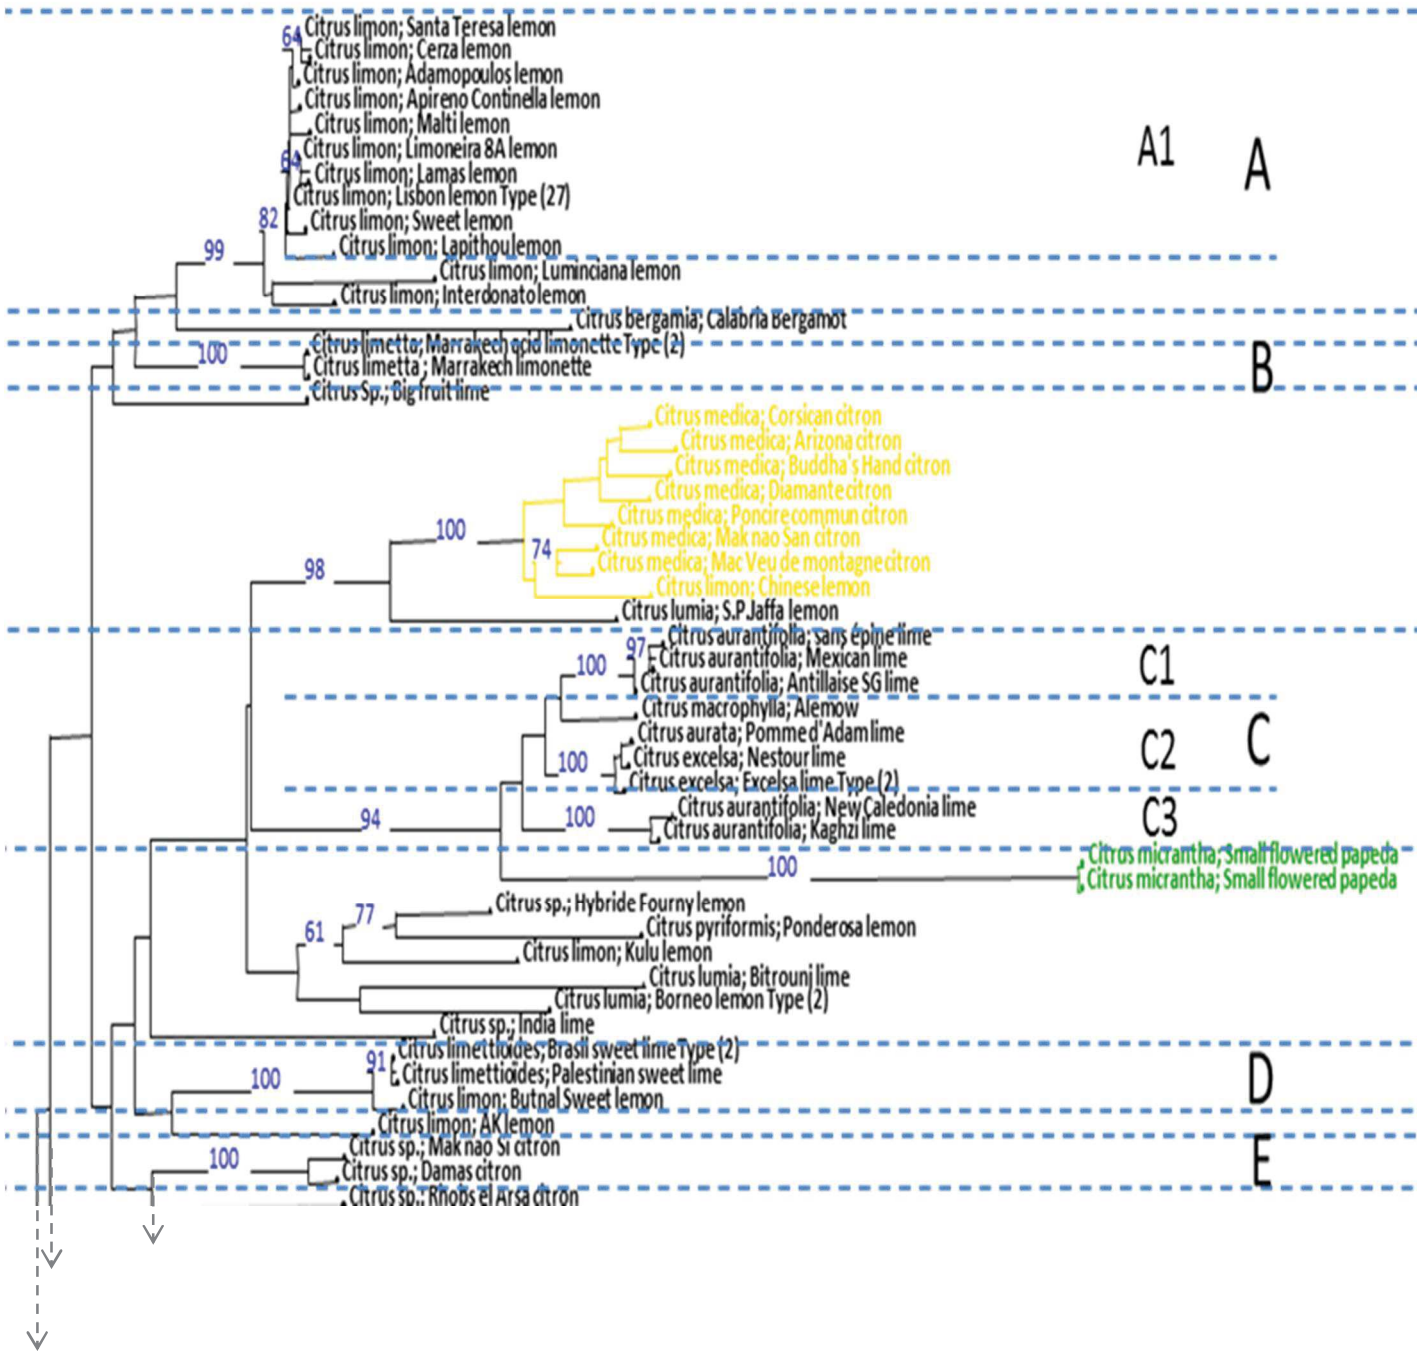 Citrus limon; Santa Teresa lemon
64
Citrus limon; Cerza lemon
Citrus limon; Adamopoulos lemon
Citrus limon; Apireno Continella lemon
Citrus limon; Malti lemon
A1
A
Citrus limon; Limoneira 8A lemon
64
Citrus limon; Lamas lemon
Citrus limon; Lisbon lemon Type (27)
82
Citrus limon; Sweet lemon
Citrus limon; Lapithou lemon
99
Citrus limon; Luminciana lemon
Citrus limon; Interdonato lemon
Citrus bergamia; Calabria Bergamot
Citrus limetta; Marrakech acid limonette Type (2)
100
Citrus limetta ; Marrakech limonette
B
Citrus Sp.; Big fruit lime
Citrus medica; Corsican citron
Citrus medica; Arizona citron
Citrus medica; Buddha's Hand citron
Citrus medica; Diamante citron
Citrus medica; Poncire commun citron
100
Citrus medica; Mak nao San citron
74
Citrus medica; Mac Veu de montagne citron
98
Citrus limon; Chinese lemon
Citrus lumia; S.P.Jaffa lemon
Citrus aurantifolia; sans épine lime
97
Citrus aurantifolia; Mexican lime
100
C1
Citrus aurantifolia; Antillaise SG lime
Citrus macrophylla; Alemow
Citrus aurata; Pomme d'Adam lime
C
Citrus excelsa; Nestour lime
100
C2
Citrus excelsa; Excelsa lime Type (2)
Citrus aurantifolia; New Caledonia lime
94
100
C3
Citrus aurantifolia; Kaghzi lime
Citrus micrantha; Small flowered papeda
100
Citrus micrantha; Small flowered papeda
Citrus sp.; Hybride Fourny lemon
77
Citrus pyriformis; Ponderosa lemon
61
Citrus limon; Kulu lemon
Citrus lumia; Bitrounj lime
Citrus lumia; Borneo lemon Type (2)
Citrus sp.; India lime
Citrus limettioides; Brasil sweet lime Type (2)
91
Citrus limettioides; Palestinian sweet lime
100
D
Citrus limon; Butnal Sweet lemon
Citrus limon; AK lemon
Citrus sp.; Mak nao Si citron
100
E
Citrus sp.; Damas citron
Citrus sp.; Rhobs el Arsa citron